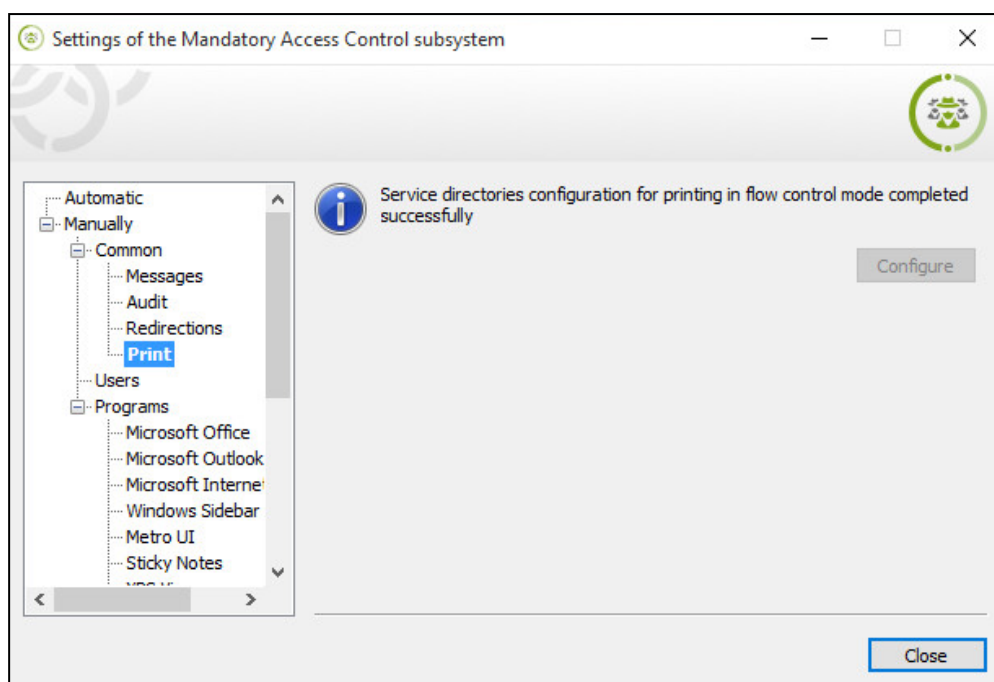 Settings of the Mandatory Access Control subsystem
Automatic
Manually
Common
Messages
Audit
Redirections
Print
Users
Programs
Microsoft Office
Microsoft Outlook
Microsoft
Windows Sidebar
Metro UI
Sticky Notes
Service directories configuration for printing in flow control mode completed
successfully
Configure
Close